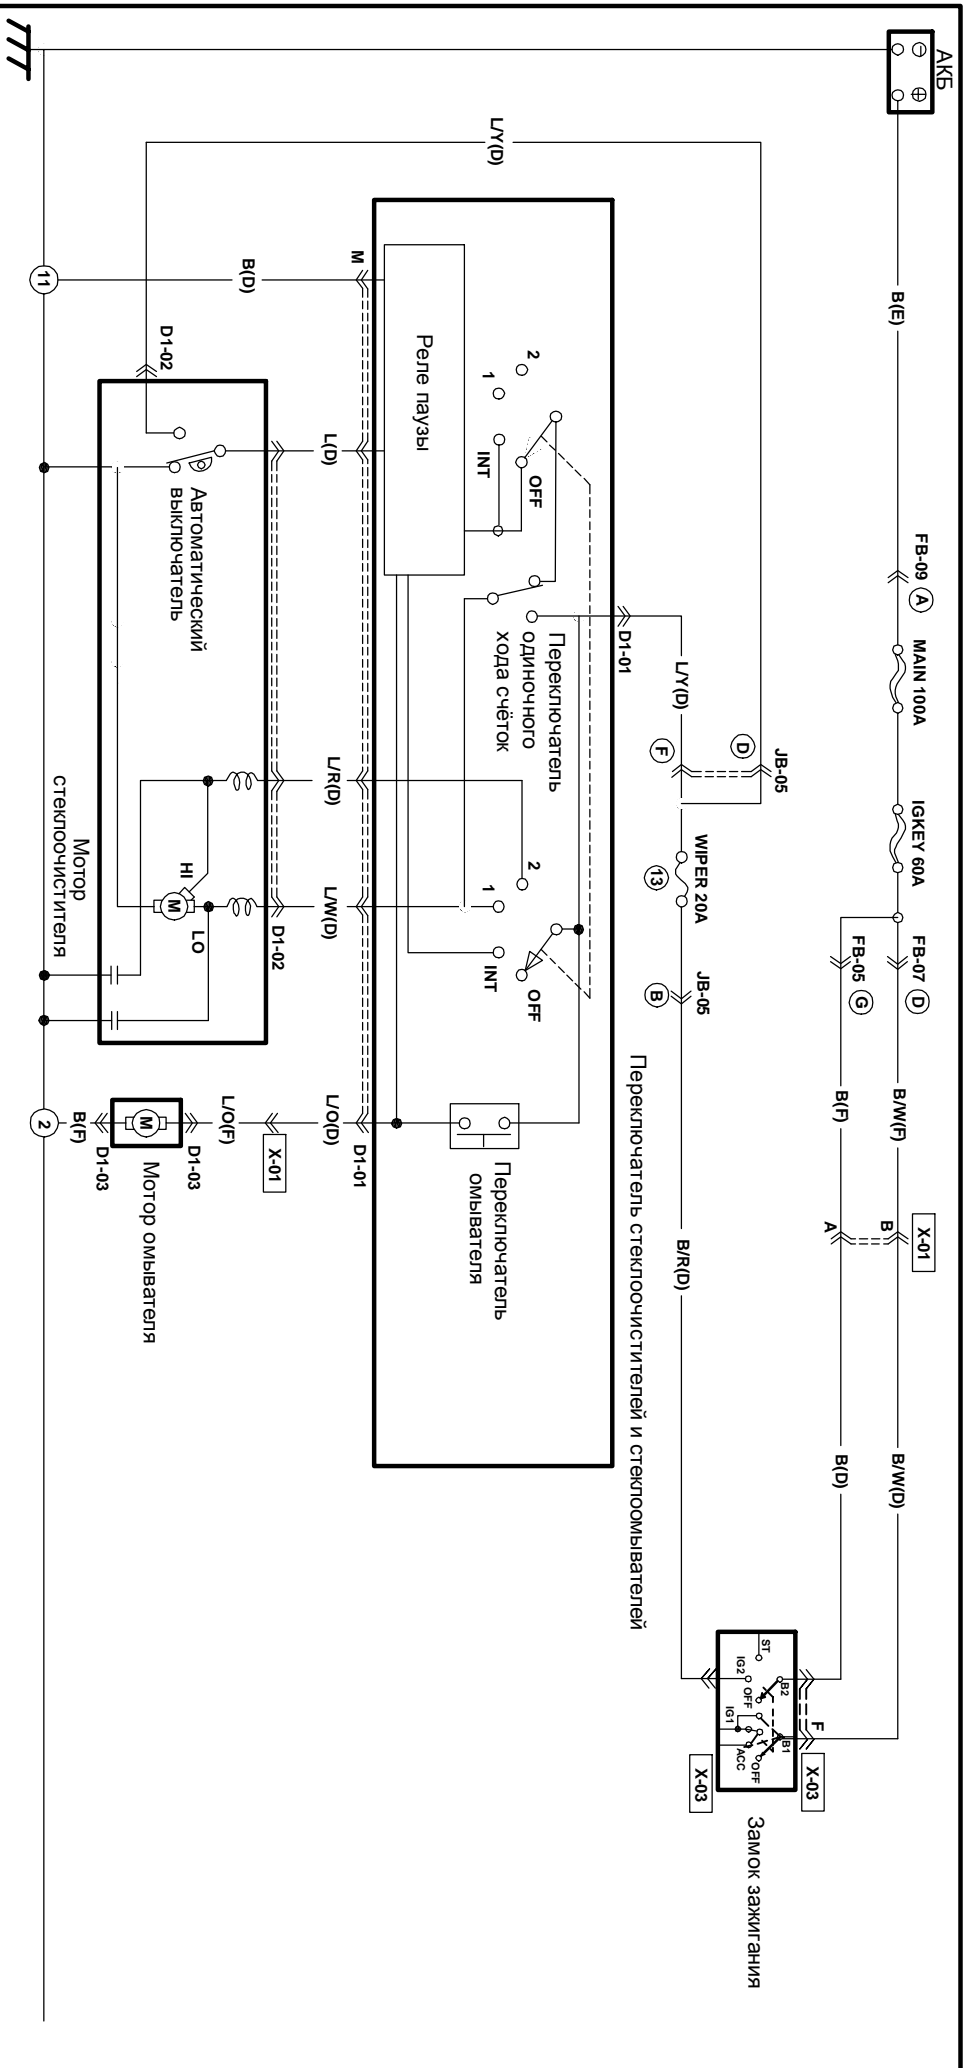 АКБ
B(E)
FB-09
A
MAIN 100A
IGKEY 60A
FB-07
D
B/W(F)
X-01
B
B/W(D)
FB-05
G
B(F)
A
B(D)
F
X-03
Замок зажигания
ST
B2
IG2
OFF
B1
IG1
ACC
OFF
X-03
L/Y(D)
JB-05
D
F
L/Y(D)
WIPER 20A
13
JB-05
B
B/R(D)
D1-01
Переключатель стеклоочистителей и стеклоомывателей
2
1
INT
OFF
Реле паузы
Переключатель
одиночного
хода счёток
2
1
INT
OFF
Переключатель
омывателя
M
D1-01
B(D)
L(D)
L/R(D)
L/W(D)
L/O(D)
X-01
L/O(F)
D1-02
D1-02
Автоматический
выключатель
HI
M
LO
Мотор
стеклоочистителя
D1-03
M
D1-03
Мотор омывателя
B(F)
11
2